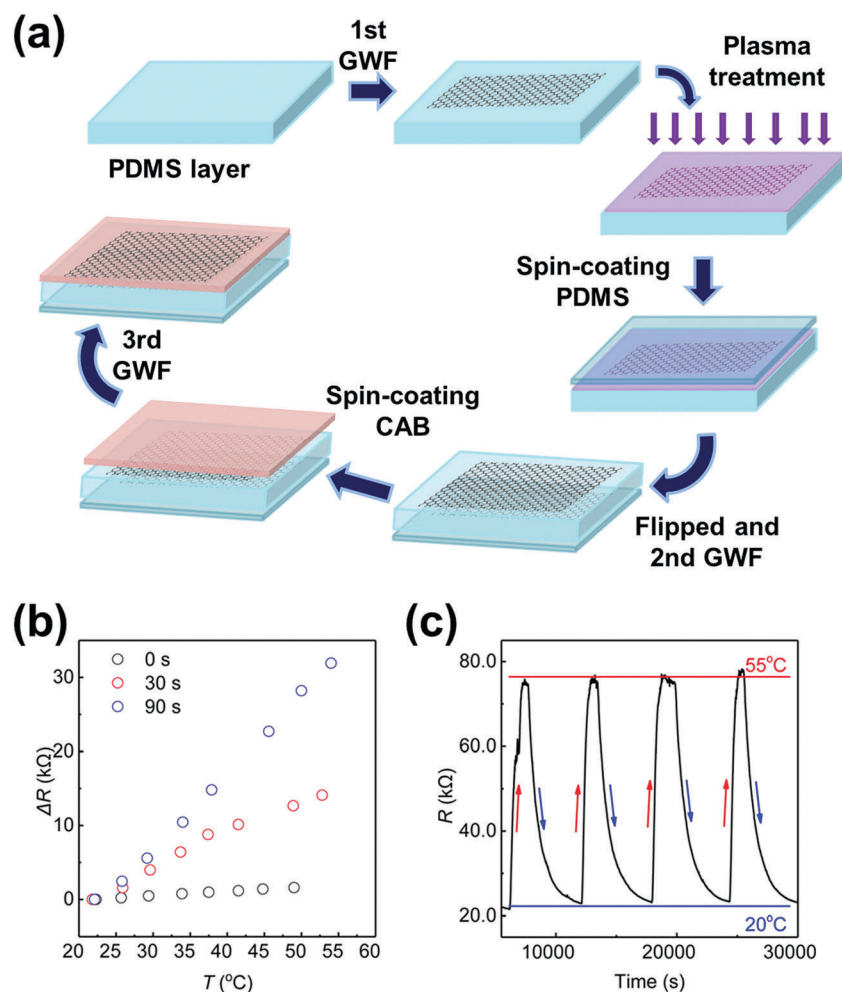 (a)
1st
GWF
Plasma
treatment
PDMS layer
Spin-coating
PDMS
3rd
GWF
Spin-coating
CAB
Flipped and
2nd GWF
(b)
30
20
10
0
ΔR (kΩ)
0 s
30 s
90 s
20 25 30 35 40 45 50 55 60
T (°C)
(c)
80.0
60.0
40.0
20.0
R (kΩ)
55°C
20°C
10000 20000 30000
Time (s)